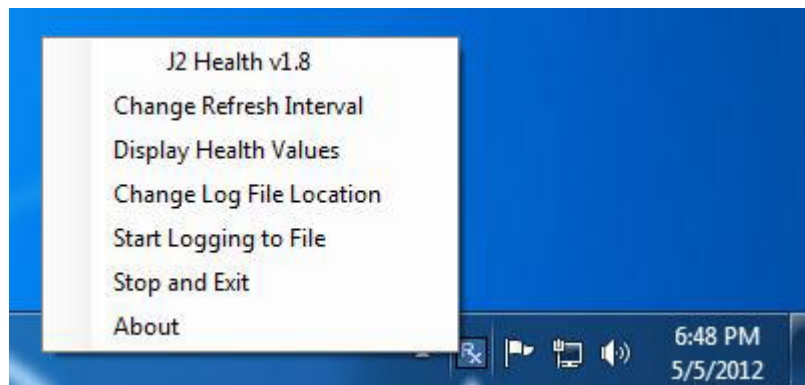 J2 Health v1.8
Change Refresh Interval
Display Health Values
Change Log File Location
Start Logging to File
Stop and Exit
About
Rx
6:48 PM
5/5/2012